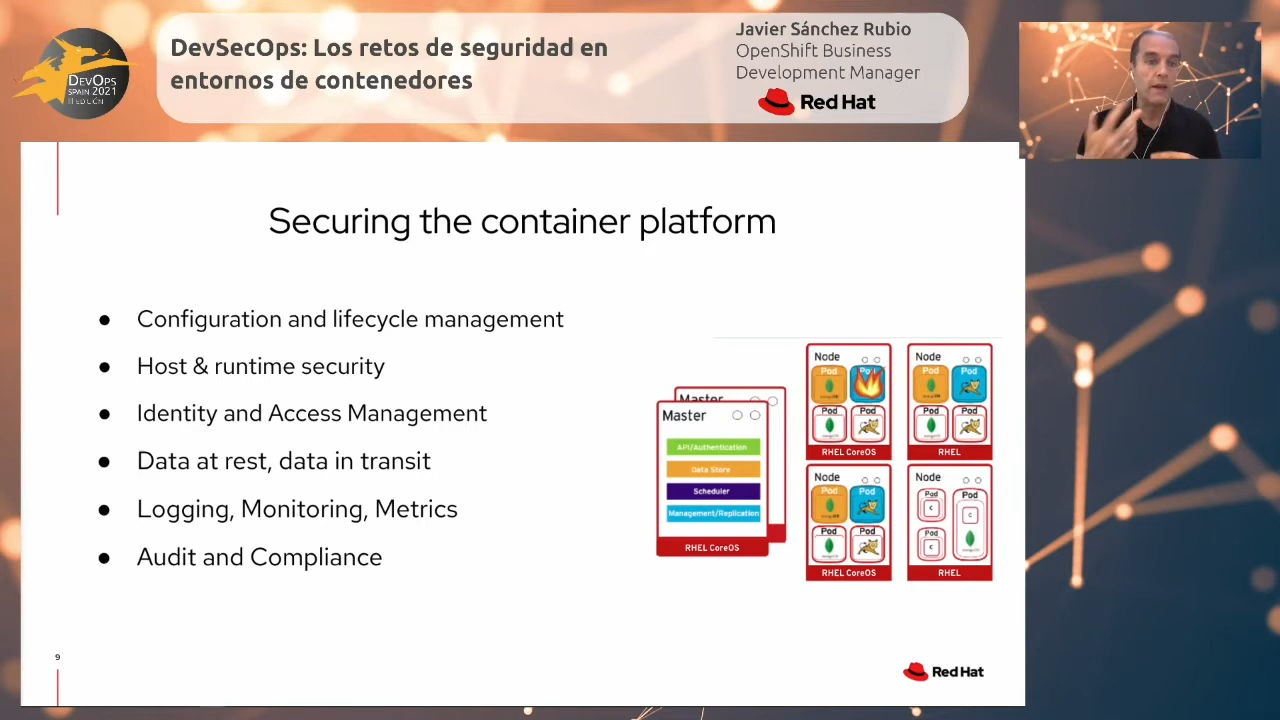 DevSecOps: Los retos de seguridad en
entornos de contenedores
Javier Sánchez Rubio
OpenShift Business
Development Manager
Red Hat
DEVOPS
SPAIN 2021
III EDICIÓN
Securing the container platform
● Configuration and lifecycle management
● Host & runtime security
● Identity and Access Management
● Data at rest, data in transit
● Logging, Monitoring, Metrics
● Audit and Compliance
Master
Master
API/Authentication
Data Store
Scheduler
Management/Replication
RHEL CoreOS
Node
Pod
Pod
Pod
Pod
RHEL CoreOS
Node
Pod
Pod
Pod
Pod
RHEL
Node
Pod
Pod
Pod
Pod
RHEL CoreOS
Node
Pod
Pod
C
C
Pod
C
RHEL
9
Red Hat